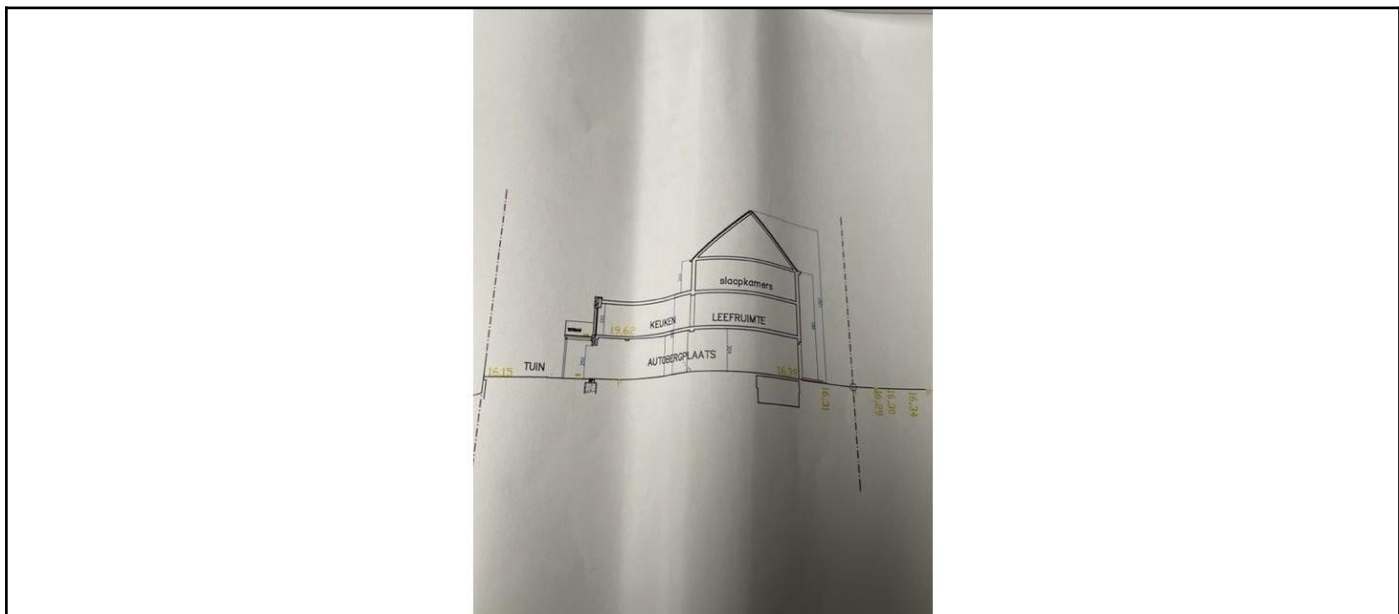 slaapkamers
LEEFRUIMTE
KEUKEN
19.62
AUTOBERGPLAATS
TUIN
16.15
16.39
16.31
16.29
16.30
16.34